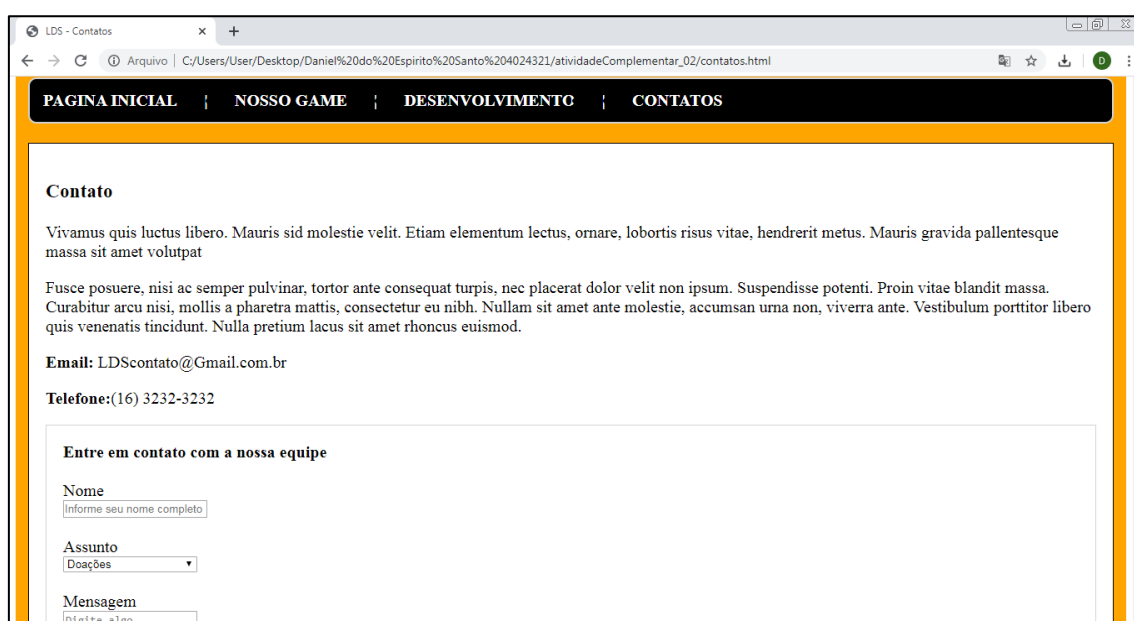 LDS - Contatos
Arquivo | C:/Users/User/Desktop/Daniel%20do%20Espirito%20Santo%204024321/atividadeComplementar_02/contatos.html
D
PAGINA INICIAL ¦ NOSSO GAME ¦ DESENVOLVIMENTO ¦ CONTATOS
Contato
Vivamus quis luctus libero. Mauris sid molestie velit. Etiam elementum lectus, ornare, lobortis risus vitae, hendrerit metus. Mauris gravida pallentesque
massa sit amet volutpat
Fusce posuere, nisi ac semper pulvinar, tortor ante consequat turpis, nec placerat dolor velit non ipsum. Suspendisse potenti. Proin vitae blandit massa.
Curabitur arcu nisi, mollis a pharetra mattis, consectetur eu nibh. Nullam sit amet ante molestie, accumsan urna non, viverra ante. Vestibulum porttitor libero
quis venenatis tincidunt. Nulla pretium lacus sit amet rhoncus euismod.
Email: LDScontato@Gmail.com.br
Telefone:(16) 3232-3232
Entre em contato com a nossa equipe
Nome
Informe seu nome completo
Assunto
Doações
Mensagem
Digite algo